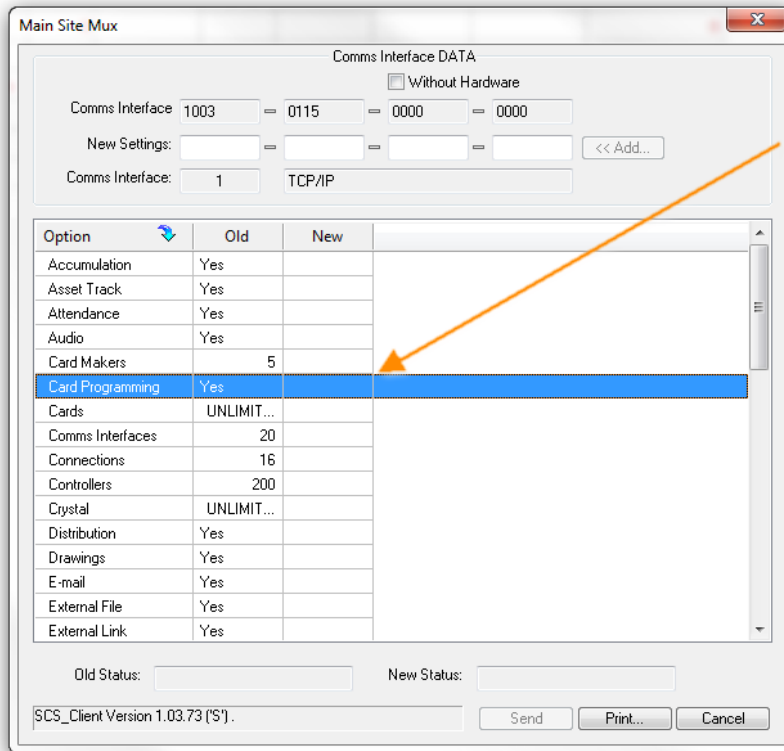 Main Site Mux
Comms Interface DATA
Without Hardware
Comms Interface 1003 - 0115 - 0000 - 0000
New Settings: - - - << Add...
Comms Interface: 1 TCP/IP
Option Old New
Accumulation Yes
Asset Track Yes
Attendance Yes
Audio Yes
Card Makers 5
Card Programming Yes
Cards UNLIMIT...
Comms Interfaces 20
Connections 16
Controllers 200
Crystal UNLIMIT...
Distribution Yes
Drawings Yes
E-mail Yes
External File Yes
External Link Yes
Old Status: New Status:
SCS_Client Version 1.03.73 ('S') . Send Print... Cancel